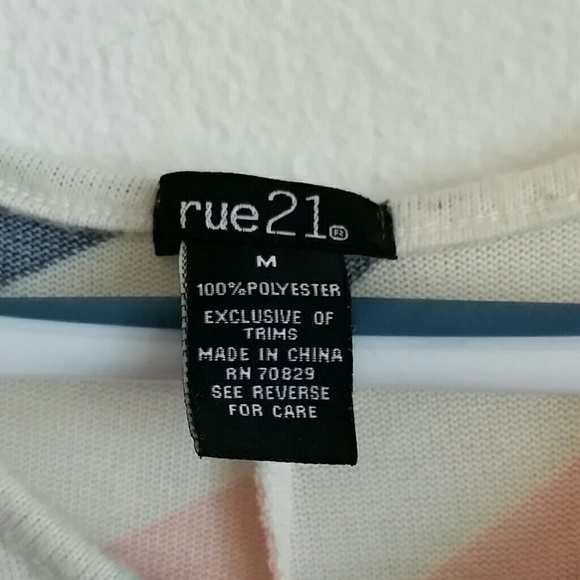 rue21
M
100%POLYESTER
EXCLUSIVE OF
TRIMS
MADE IN CHINA
RN 70829
SEE REVERSE
FOR CARE